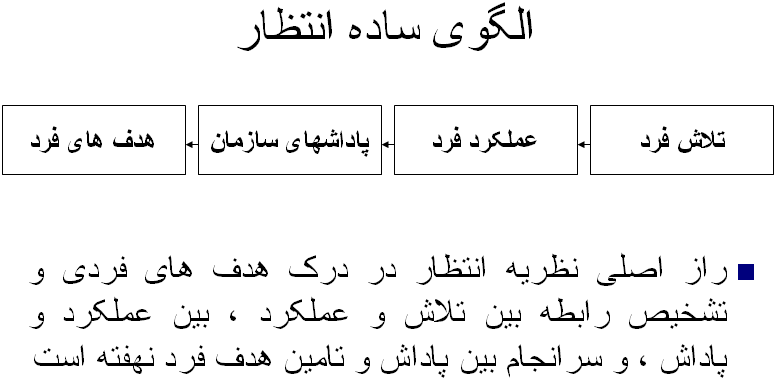 الگوی ساده انتظار
تلاش فرد
عملکرد فرد
پاداشهای سازمان
هدف های فرد
راز اصلی نظریه انتظار در درک هدف های فردی و
تشخیص رابطه بین تلاش و عملکرد ، بین عملکرد و
پاداش ، و سرانجام بین پاداش و تامین هدف فرد نهفته است